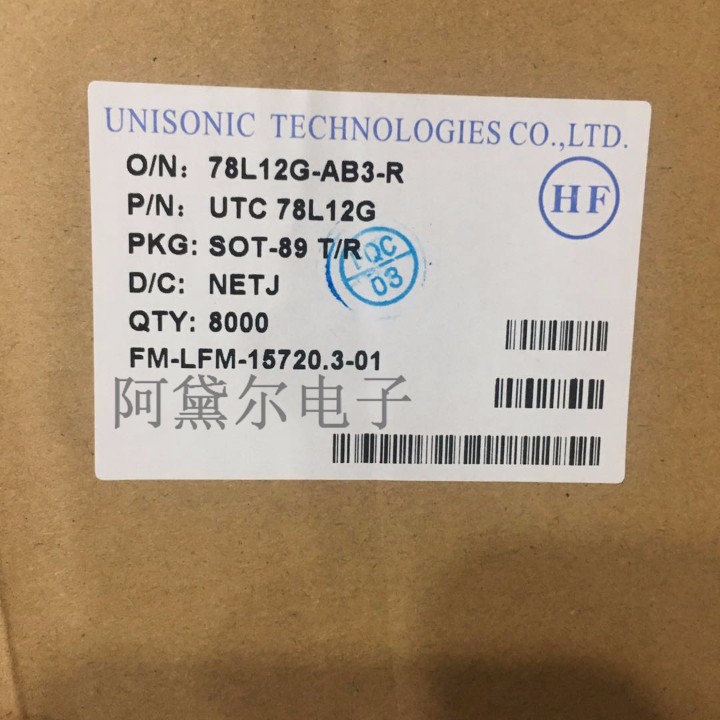 UNISONIC TECHNOLOGIES CO.,LTD.
O/N: 78L12G-AB3-R
HF
P/N: UTC 78L12G
PKG: SOT-89 T/R
TQC
03
D/C: NETJ
QTY: 8000
FM-LFM-15720.3-01
阿黛尔电子